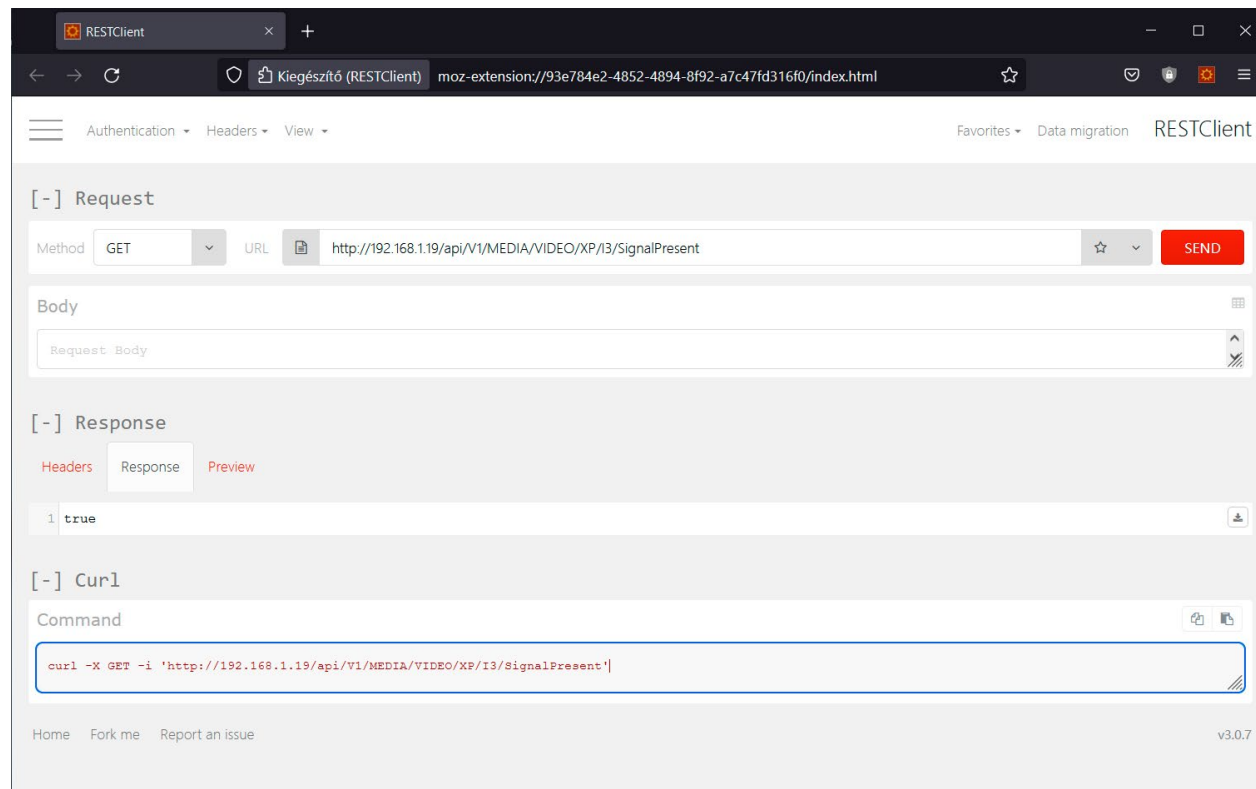 RESTClient
Kiegészítő (RESTClient) moz-extension://93e784e2-4852-4894-8f92-a7c47fd316f0/index.html
Authentication Headers View Favorites Data migration RESTClient
[-] Request
Method GET URL http://192.168.1.19/api/V1/MEDIA/VIDEO/XP/I3/SignalPresent SEND
Body
Request Body
[-] Response
Headers Response Preview
1 true
[-] Curl
Command
curl -X GET -i 'http://192.168.1.19/api/V1/MEDIA/VIDEO/XP/I3/SignalPresent'
Home Fork me Report an issue v3.0.7